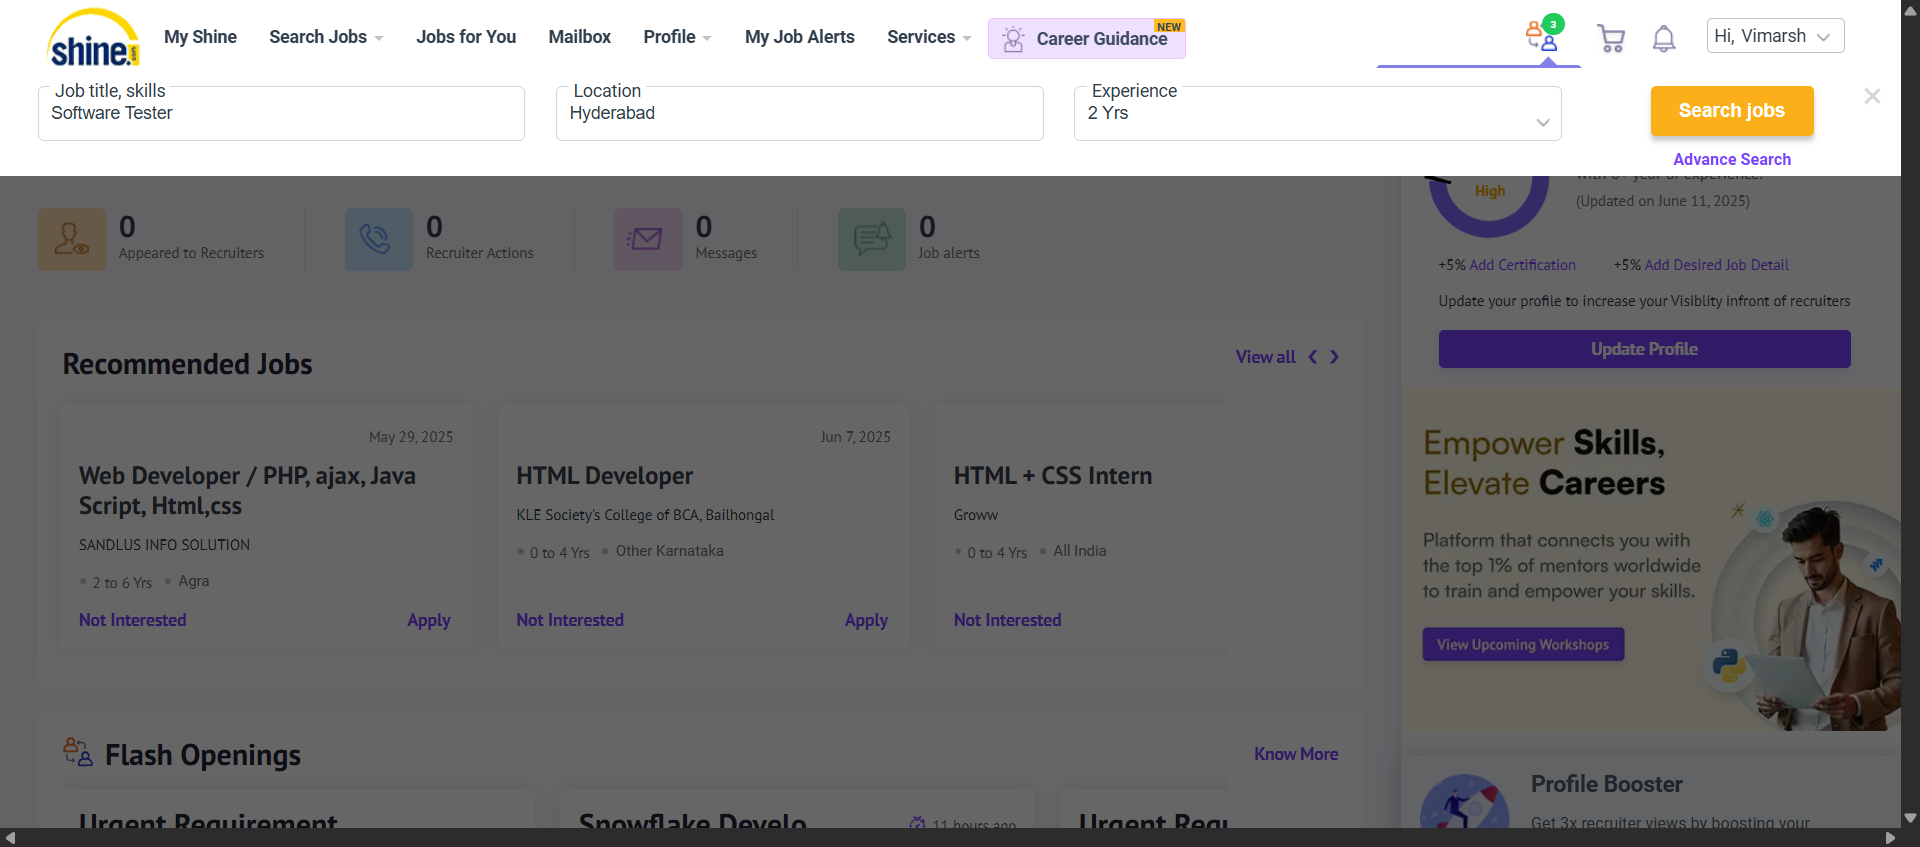 shine.com
My Shine
Search Jobs
Jobs for You
Mailbox
Profile
My Job Alerts
Services
Career Guidance
NEW
3
Hi, Vimarsh
Job title, skills
Software Tester
Location
Hyderabad
Experience
2 Yrs
Search jobs
Advance Search
0
Appeared to Recruiters
0
Recruiter Actions
0
Messages
0
Job alerts
High
(Updated on June 11, 2025)
+5% Add Certification
+5% Add Desired Job Detail
Update your profile to increase your Visiblity infront of recruiters
Update Profile
Recommended Jobs
View all
May 29, 2025
Web Developer / PHP, ajax, Java
Script, Html,css
SANDLUS INFO SOLUTION
2 to 6 Yrs
Agra
Not Interested
Apply
Jun 7, 2025
HTML Developer
KLE Society's College of BCA, Bailhongal
0 to 4 Yrs
Other Karnataka
Not Interested
Apply
HTML + CSS Intern
Groww
0 to 4 Yrs
All India
Not Interested
Empower Skills,
Elevate Careers
Platform that connects you with
the top 1% of mentors worldwide
to train and empower your skills.
View Upcoming Workshops
Flash Openings
Know More
Urgent Requirement
Snowflake Develo
11 hours ago
Urgent Requ
Profile Booster
Get 3x recruiter views by boosting your